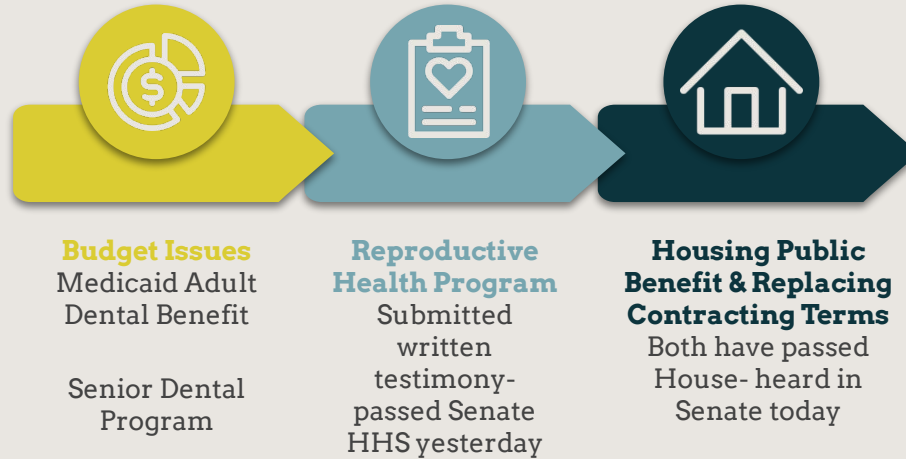 $
Budget Issues
Medicaid Adult
Dental Benefit
Senior Dental
Program
Reproductive
Health Program
Submitted
written
testimony-
passed Senate
HHS yesterday
Housing Public
Benefit & Replacing
Contracting Terms
Both have passed
House- heard in
Senate today